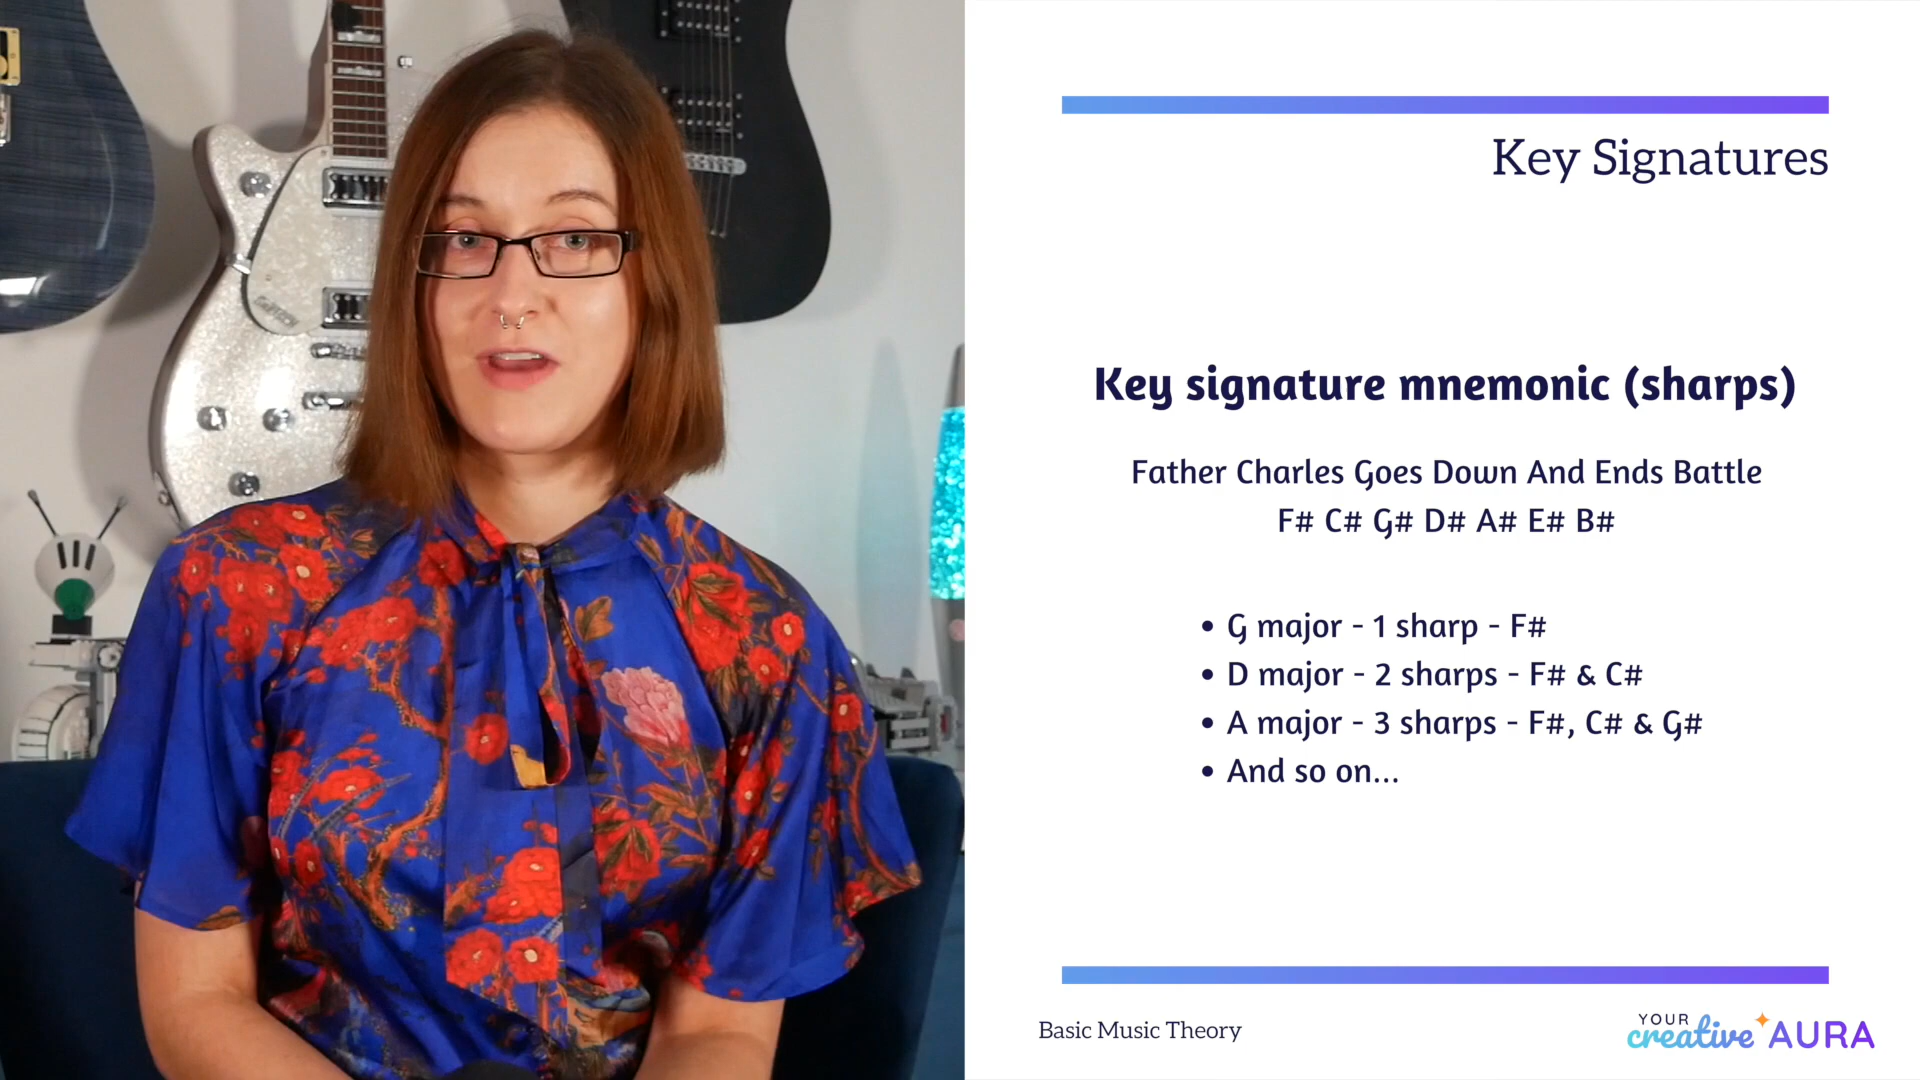 Key Signatures
Key signature mnemonic (sharps)
Father Charles Goes Down And Ends Battle
F# C# G# D# A# E# B#
• G major - 1 sharp - F#
• D major - 2 sharps - F# & C#
• A major - 3 sharps - F#, C# & G#
• And so on...
Basic Music Theory
YOUR
creative AURA